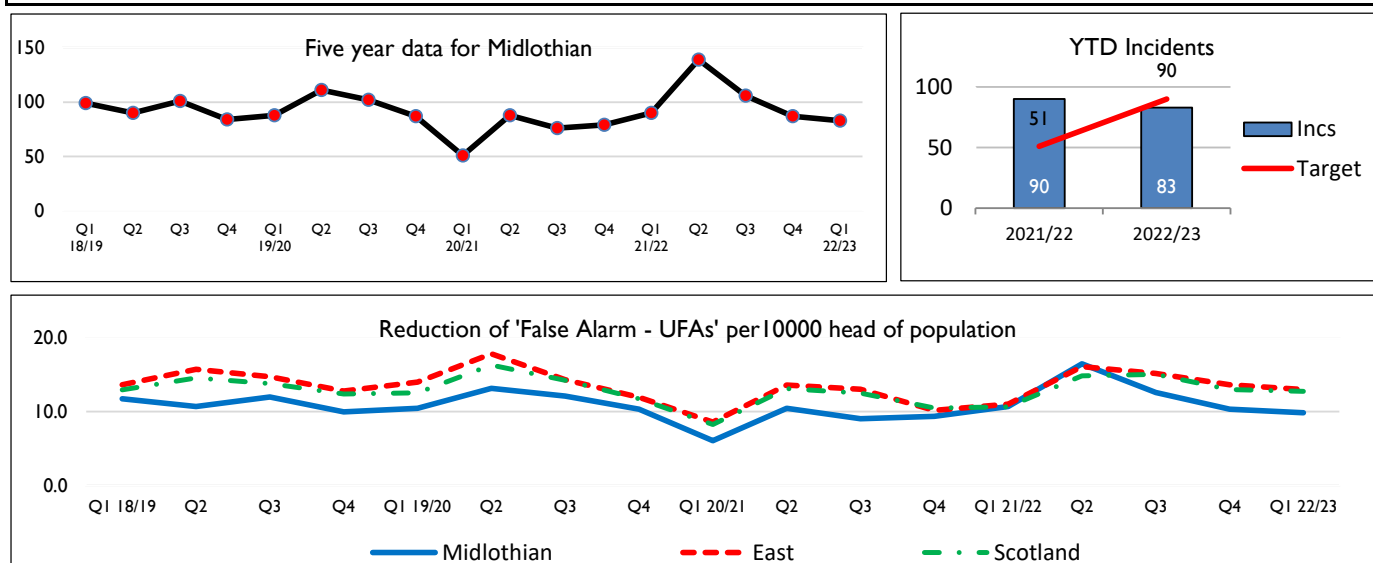 Five year data for Midlothian
150
100
50
0
Q1 Q2 Q3 Q4 Q1 Q2 Q3 Q4 Q1 Q2 Q3 Q4 Q1 Q2 Q3 Q4 Q1
18/19 19/20 20/21 21/22 22/23
YTD Incidents
90
100
50
0
51
90
83
Incs
Target
2021/22 2022/23
Reduction of 'False Alarm - UFAs' per10000 head of population
20.0
10.0
0.0
Q1 18/19 Q2 Q3 Q4 Q1 19/20 Q2 Q3 Q4 Q1 20/21 Q2 Q3 Q4 Q1 21/22 Q2 Q3 Q4 Q1 22/23
Midlothian East Scotland